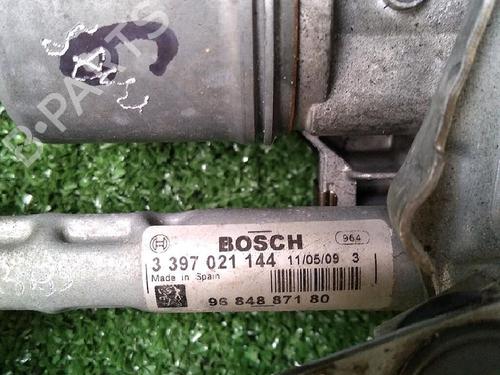 B-PARTS
BOSCH 964
3 397 021 144 11/05/09 3
Made in Spain
96 848 871 80